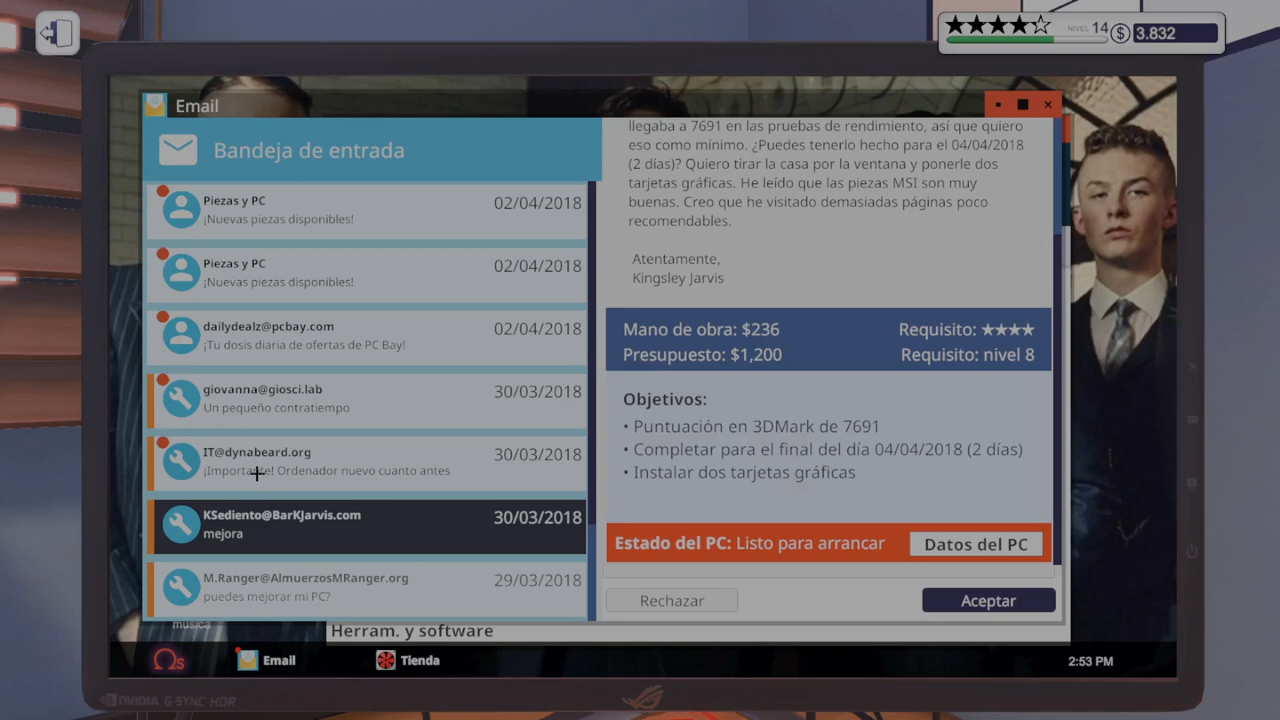 NIVEL 14
$ 3.832
Email
Bandeja de entrada
Piezas y PC
02/04/2018
¡Nuevas piezas disponibles!
Piezas y PC
02/04/2018
¡Nuevas piezas disponibles!
dailydealz@pcbay.com
02/04/2018
¡Tu dosis diaria de ofertas de PC Bay!
giovanna@giosci.lab
30/03/2018
Un pequeño contratiempo
IT@dynabeard.org
30/03/2018
¡Importante! Ordenador nuevo cuanto antes
KSediento@BarKJarvis.com
30/03/2018
mejora
M.Ranger@AlmuerzosMRanger.org
29/03/2018
puedes mejorar mi PC?
llegaba a 7691 en las pruebas de rendimiento, así que quiero
eso como mínimo. ¿Puedes tenerlo hecho para el 04/04/2018
(2 días)? Quiero tirar la casa por la ventana y ponerle dos
tarjetas gráficas. He leído que las piezas MSI son muy
buenas. Creo que he visitado demasiadas páginas poco
recomendables.
Atentamente,
Kingsley Jarvis
Mano de obra: $236
Requisito: ★★★★
Presupuesto: $1,200
Requisito: nivel 8
Objetivos:
• Puntuación en 3DMark de 7691
• Completar para el final del día 04/04/2018 (2 días)
• Instalar dos tarjetas gráficas
Estado del PC: Listo para arrancar
Datos del PC
Rechazar
Aceptar
música
Herram. y software
Ωs
Email
Tienda
2:53 PM
NVIDIA G-SYNC HDR